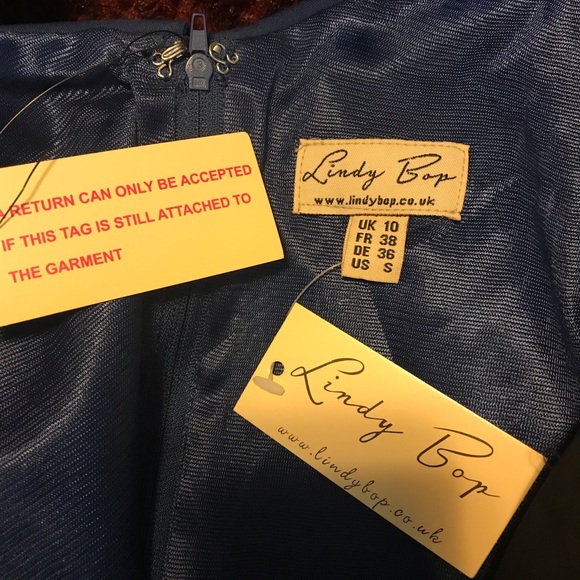 A RETURN CAN ONLY BE ACCEPTED
IF THIS TAG IS STILL ATTACHED TO
THE GARMENT
Lindy Bop
www.lindybop.co.uk
UK 10
FR 38
DE 36
US S
Lindy Bop
www.lindybop.co.uk